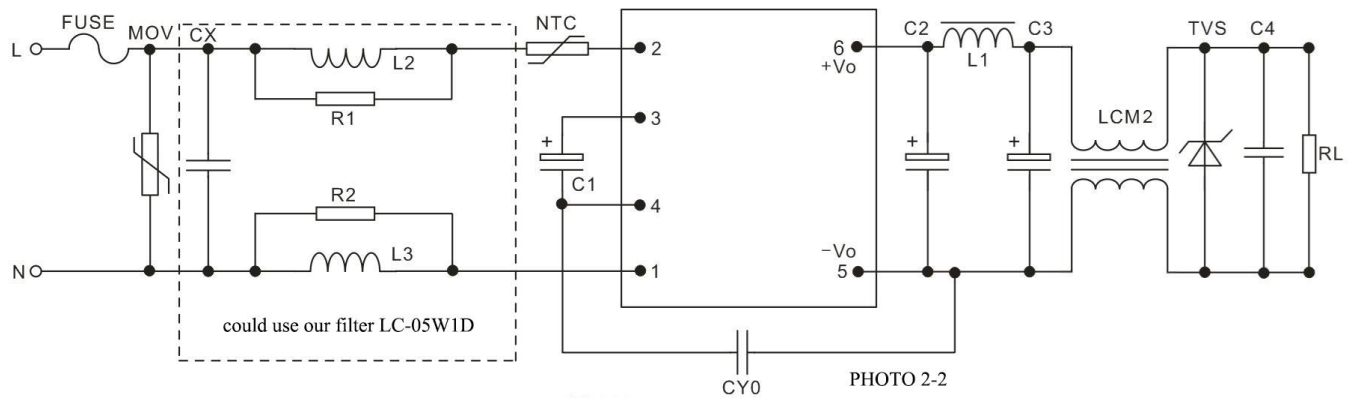 FUSE
MOV
CX
NTC
L
L2
R1
2
3
+
C1
R2
4
L3
N
1
could use our filter LC-05W1D
CY0
6
+Vo
−Vo
5
C2
L1
C3
+
+
LCM2
TVS
C4
RL
PHOTO 2-2